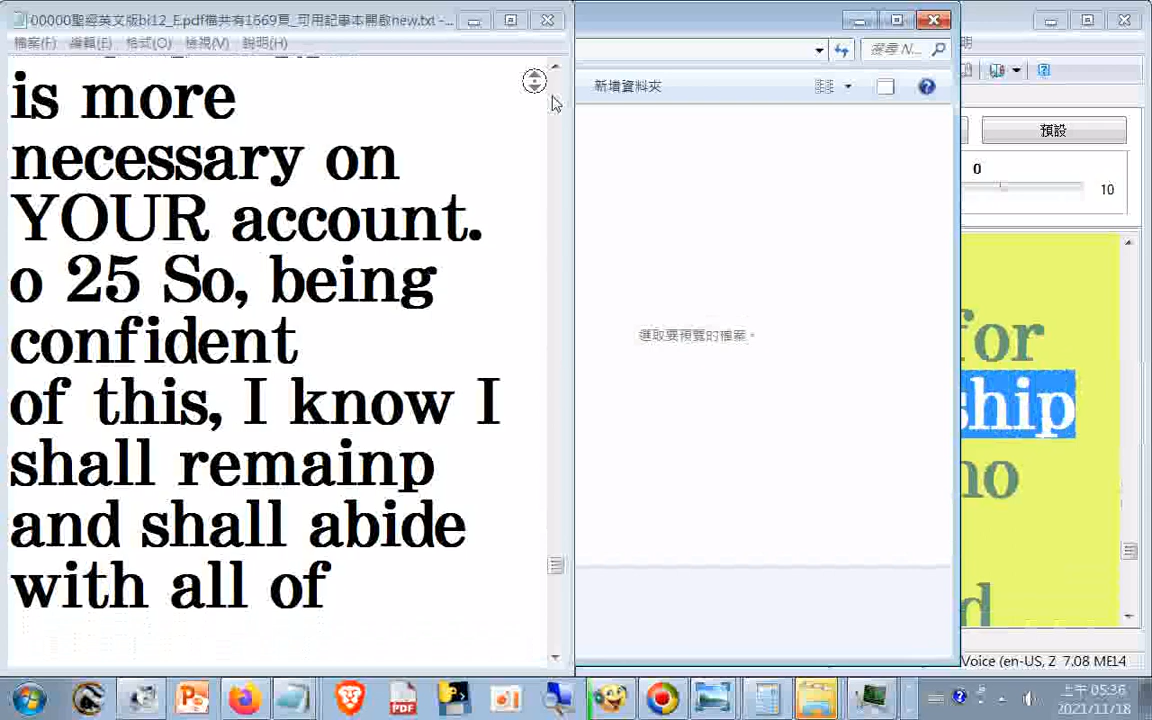 00000聖經英文版bi12_E.pdf檔共有1669頁_可用記事本開啟new.txt - ...
檔案(F) 編輯(E) 格式(O) 檢視(V) 說明(H)
is more
necessary on
YOUR account.
o 25 So, being
confident
of this, I know I
shall remainp
and shall abide
with all of
搜尋 N...
新增資料夾
選取要預覽的檔案。
明
預設
0
10
for
ship
no
d
Voice (en-US, Z 7.08 ME14
上午 05:36
2021/11/18